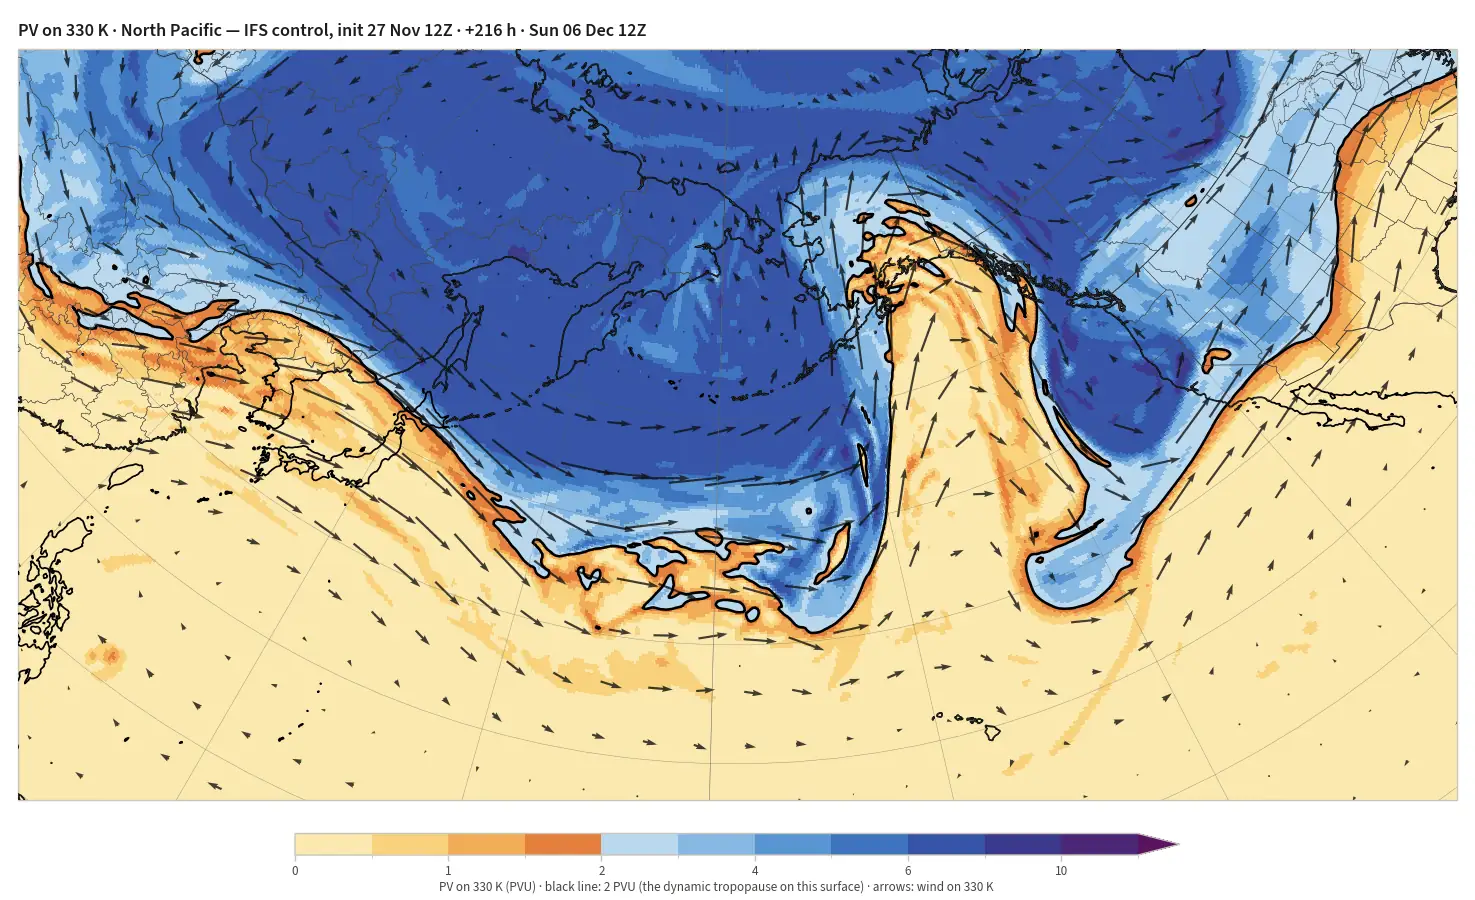 PV on 330 K · North Pacific — IFS control, init 27 Nov 12Z · +216 h · Sun 06 Dec 12Z
0 1 2 4 6 10
PV on 330 K (PVU) · black line: 2 PVU (the dynamic tropopause on this surface) · arrows: wind on 330 K